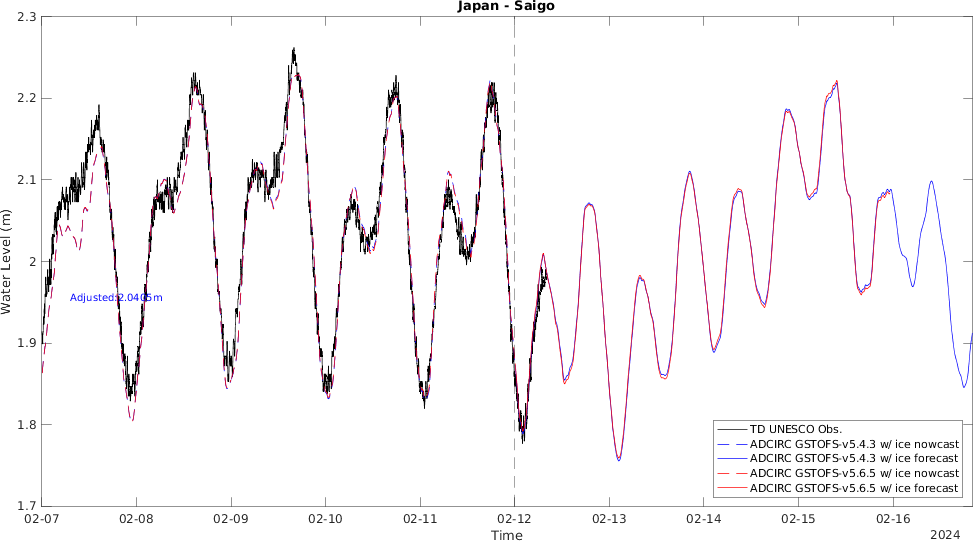 Japan - Saigo
2.3
2.2
2.1
2
1.9
1.8
1.7
Water Level (m)
Adjusted:2.0405m
TD UNESCO Obs.
ADCIRC GSTOFS-v5.4.3 w/ ice nowcast
ADCIRC GSTOFS-v5.4.3 w/ ice forecast
ADCIRC GSTOFS-v5.6.5 w/ ice nowcast
ADCIRC GSTOFS-v5.6.5 w/ ice forecast
02-07 02-08 02-09 02-10 02-11 02-12 02-13 02-14 02-15 02-16
Time
2024